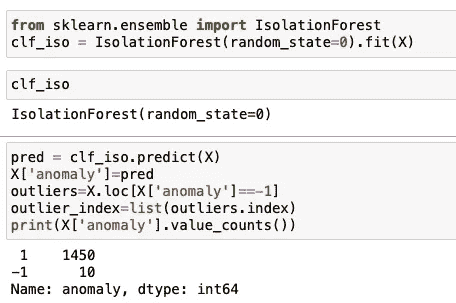 from sklearn.ensemble import IsolationForest
clf_iso = IsolationForest(random_state=0).fit(X)
clf_iso
IsolationForest(random_state=0)
pred = clf_iso.predict(X)
X['anomaly']=pred
outliers=X.loc[X['anomaly']==-1]
outlier_index=list(outliers.index)
print(X['anomaly'].value_counts())
 1    1450
-1      10
Name: anomaly, dtype: int64